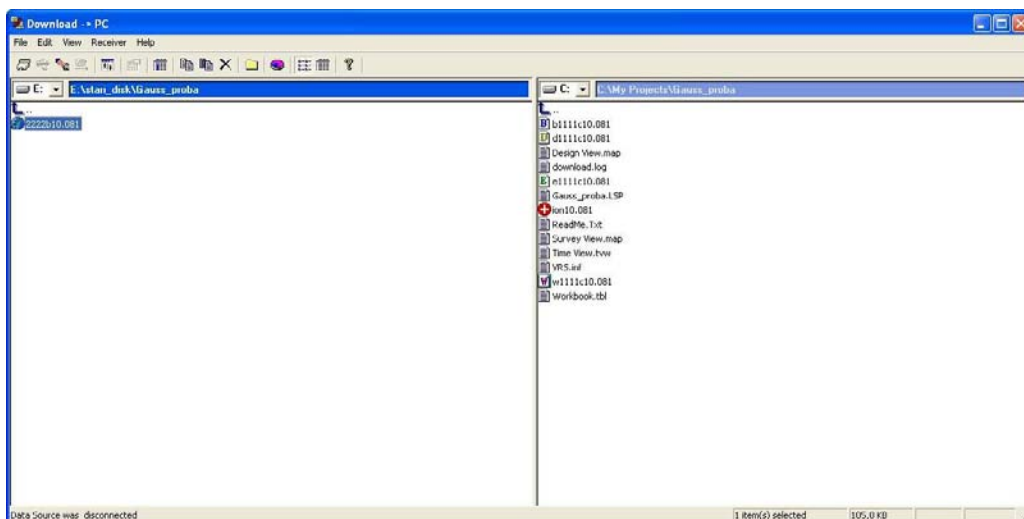 Download -> PC
File Edit View Receiver Help
E: E:\stari_disk\Gauss_proba
C: C:\My Projects\Gauss_proba
..
2222b10.081
..
b1111c10.081
d1111c10.081
Design View.map
download.log
e1111c10.081
Gauss_proba.LSP
ion10.081
ReadMe.Txt
Survey View.map
Time View.tvw
VRS.inf
w1111c10.081
Workbook.tbl
Data Source was disconnected
1 item(s) selected
105,0 KB